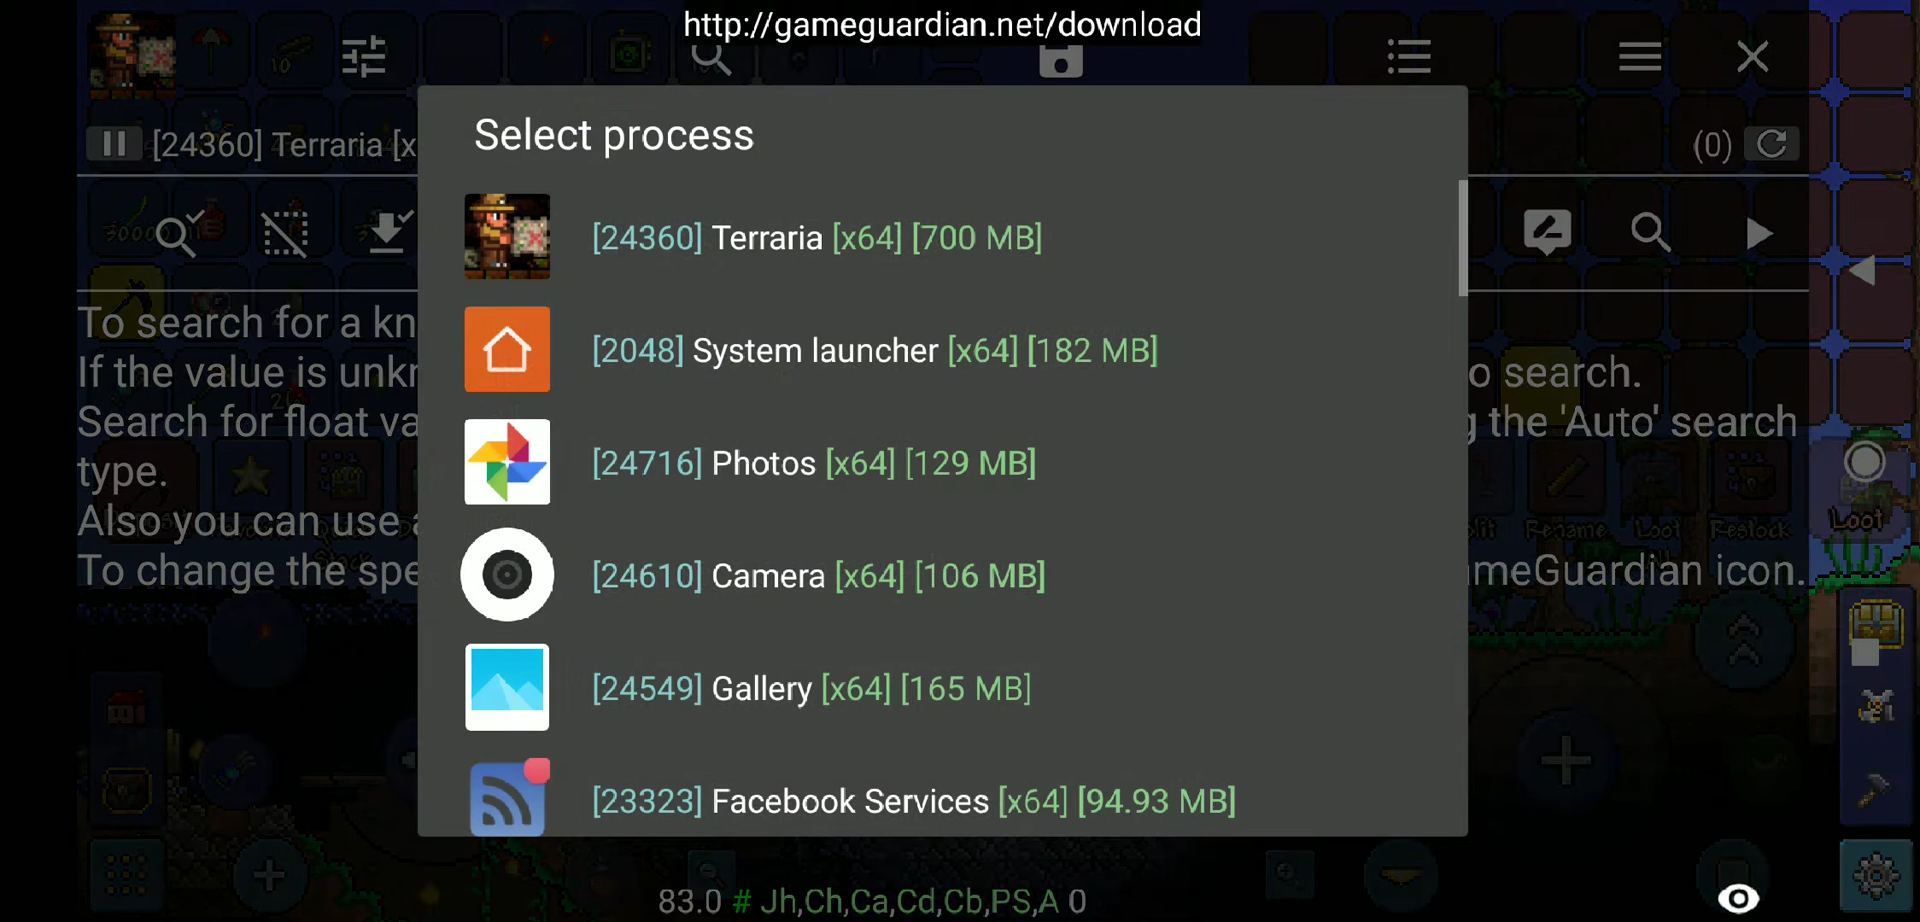 http://gameguardian.net/download
[24360] Terraria [x
(0)
Select process
[24360] Terraria [x64] [700 MB]
[2048] System launcher [x64] [182 MB]
[24716] Photos [x64] [129 MB]
[24610] Camera [x64] [106 MB]
[24549] Gallery [x64] [165 MB]
[23323] Facebook Services [x64] [94.93 MB]
To search for a kn
If the value is unkn
o search.
Search for float va
g the 'Auto' search
type.
Also you can use a
To change the spe
meGuardian icon.
Rename
Loot
Restock
Loot
83.0 # Jh,Ch,Ca,Cd,Cb,PS,A 0